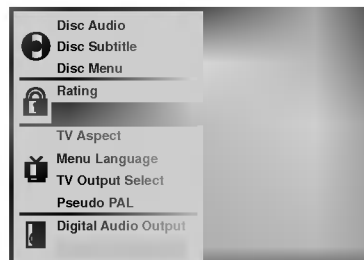 Disc Audio
Disc Subtitle
Disc Menu
Rating
TV Aspect
Menu Language
TV Output Select
Pseudo PAL
Digital Audio Output